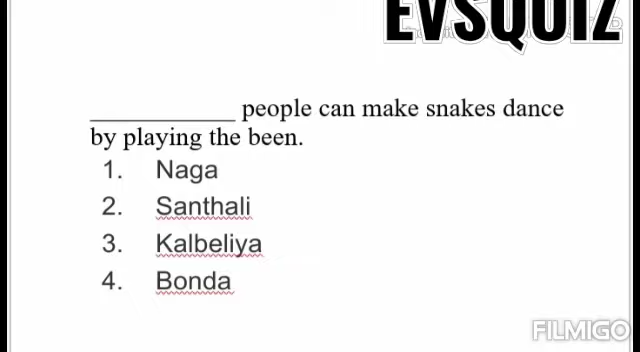 EVSQUIZ
__________ people can make snakes dance
by playing the been.
1. Naga
2. Santhali
3. Kalbeliya
4. Bonda
FILMIGO